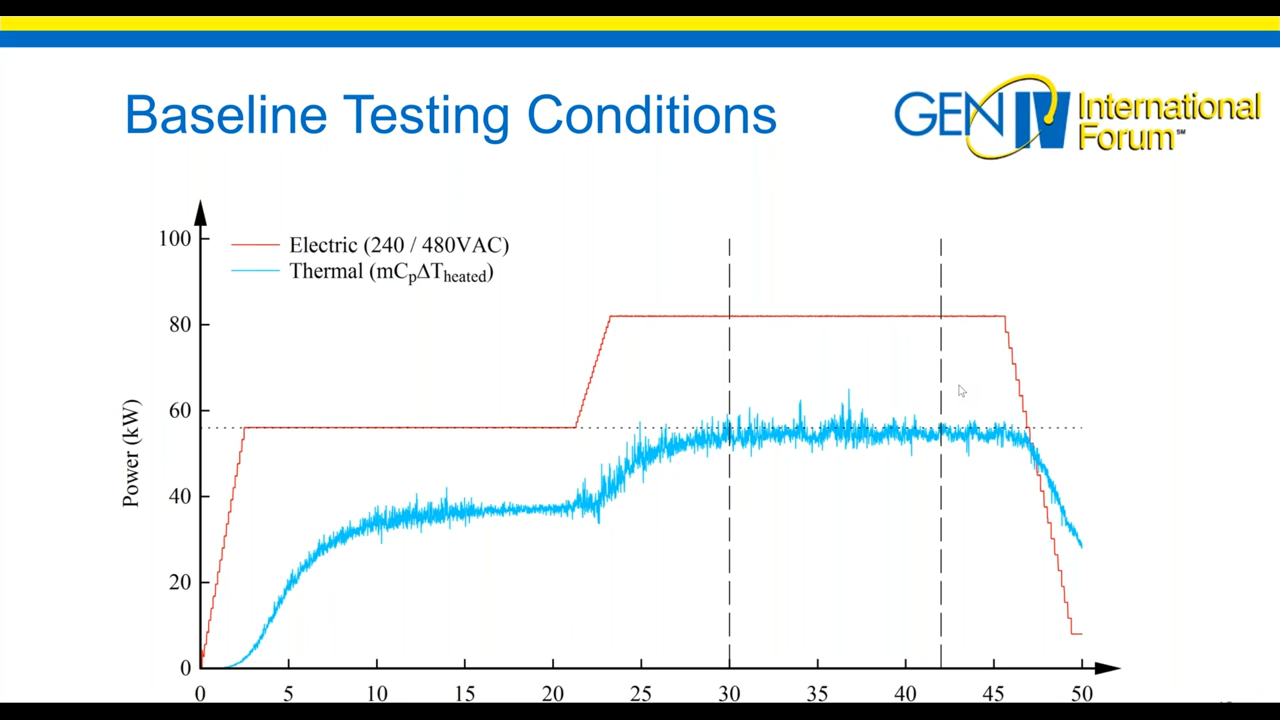 Baseline Testing Conditions
GEN IV International Forum℠
100
80
60
40
20
0
Power (kW)
Electric (240 / 480VAC)
Thermal (mCpΔTheated)
0 5 10 15 20 25 30 35 40 45 50